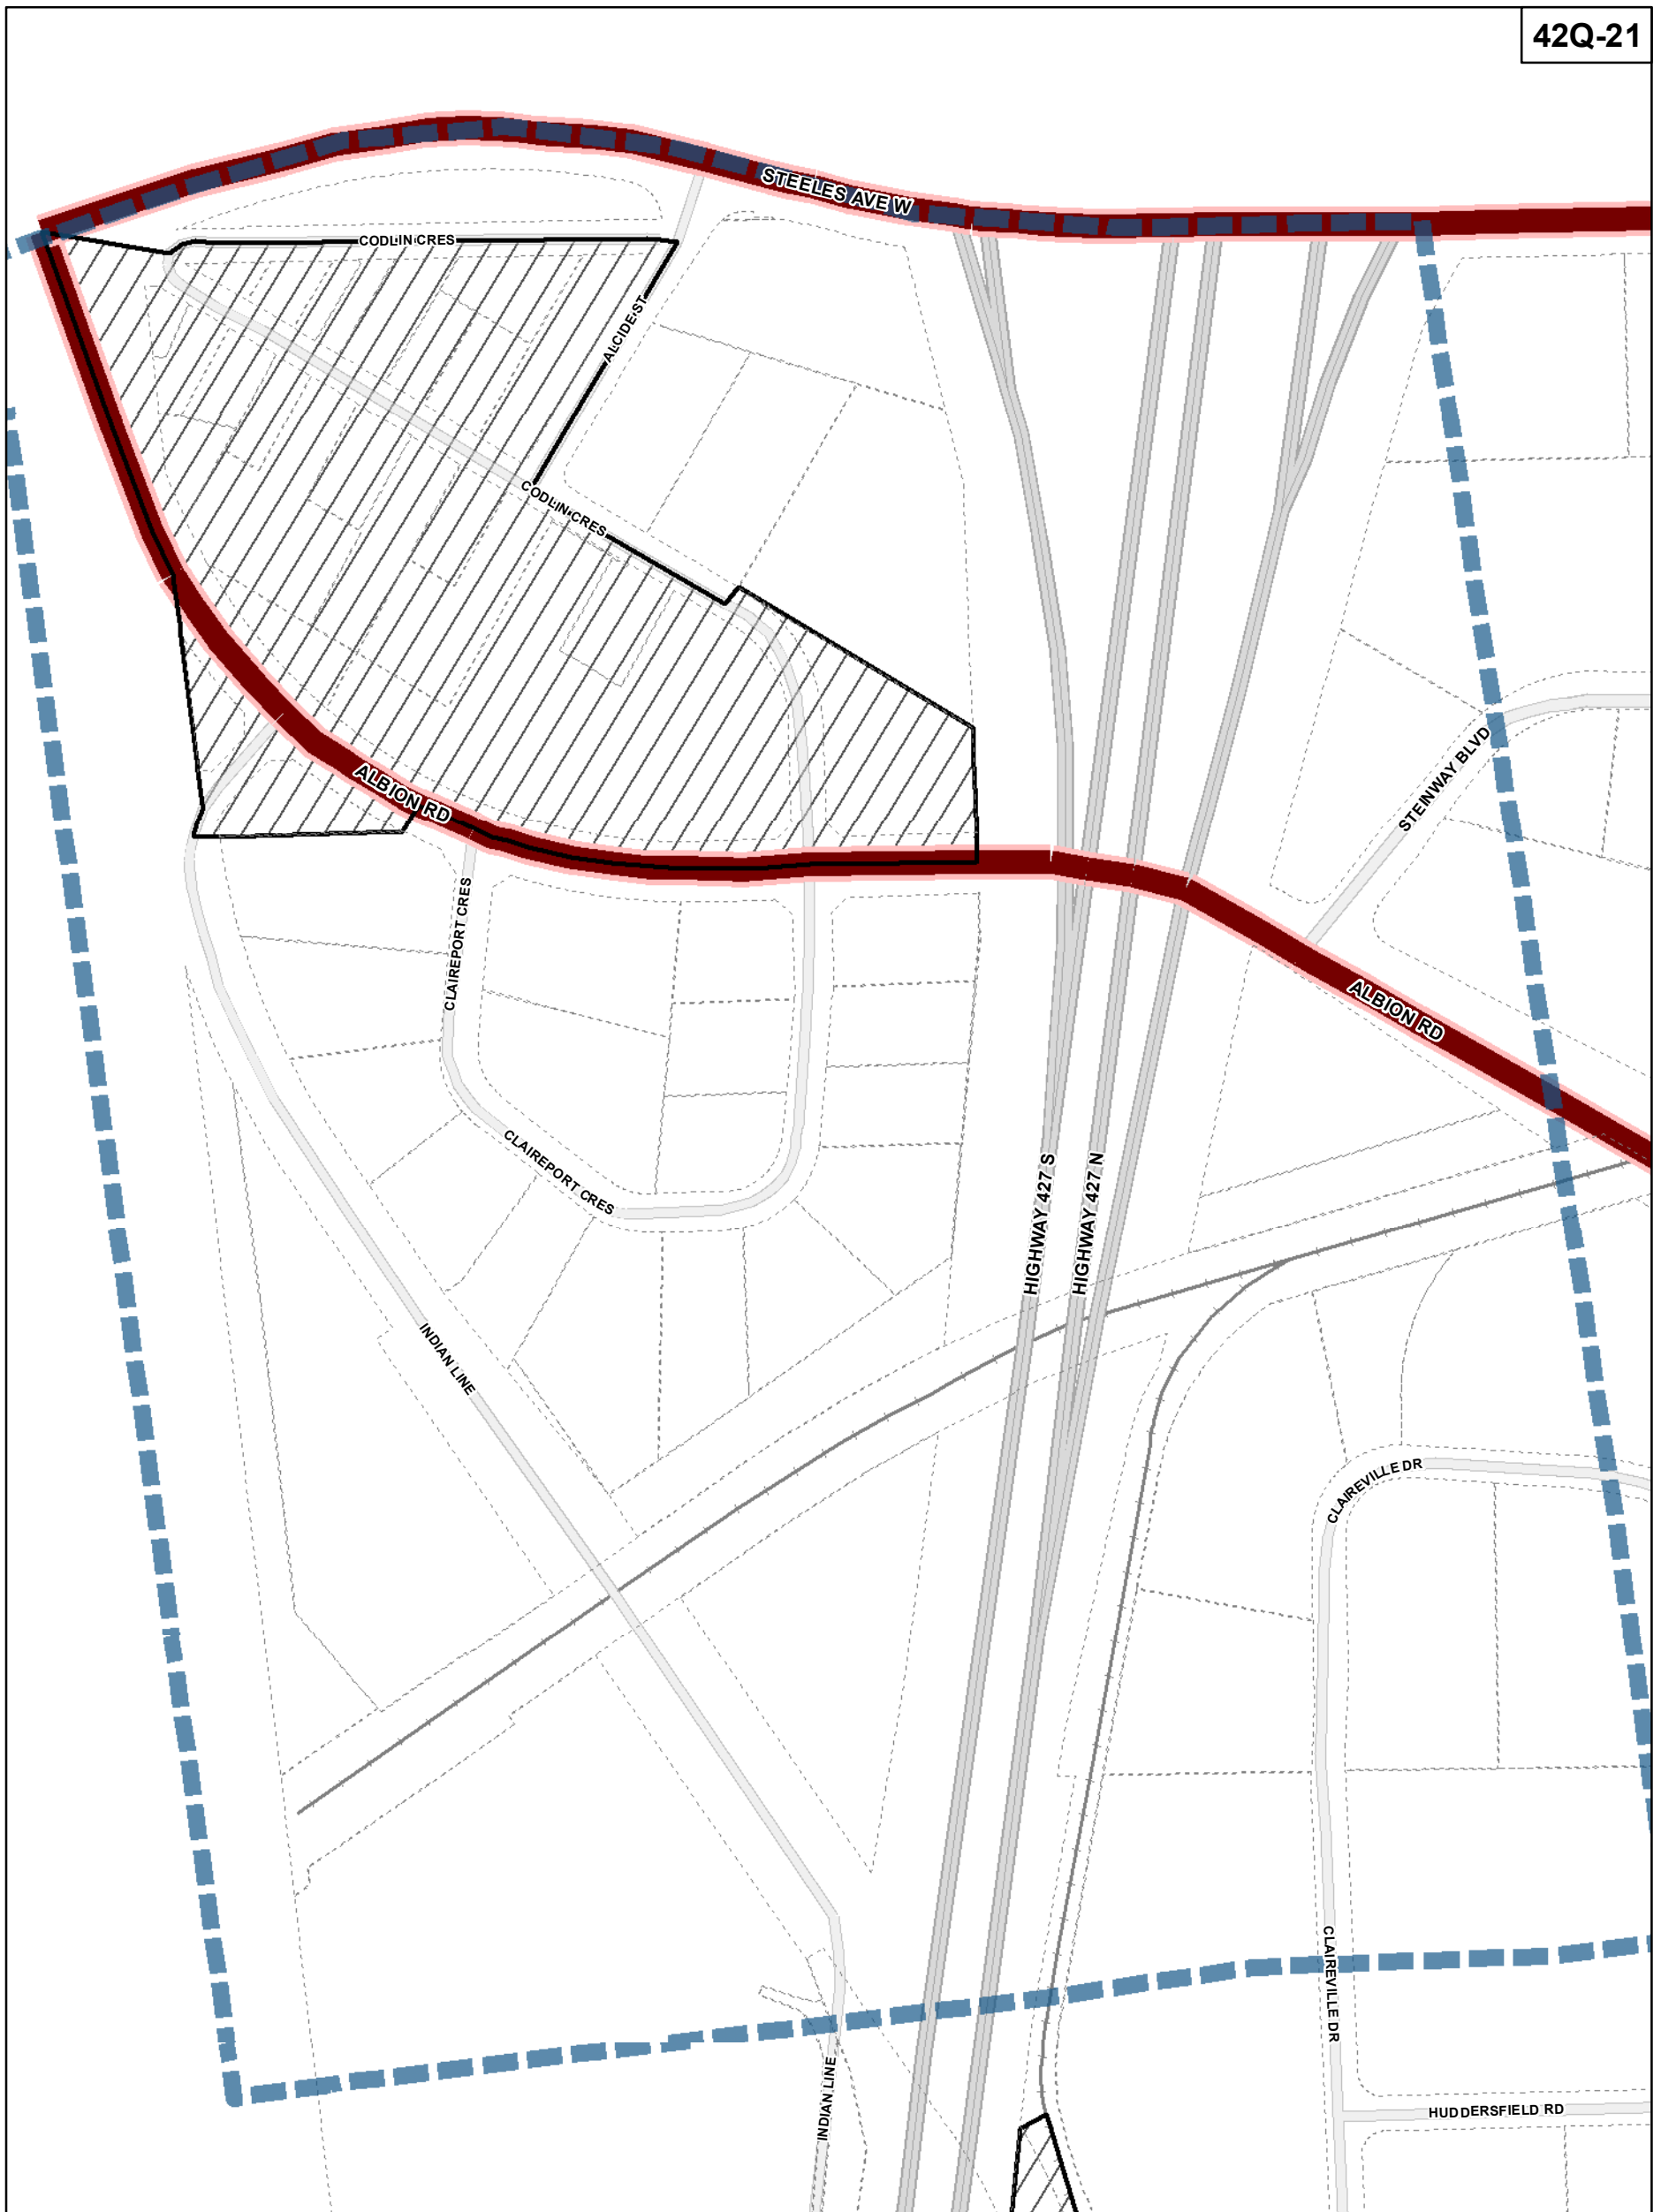 42Q-21
STEELES AVE W
CODLIN CRES
ALCIDE ST
CODLIN CRES
STEINWAY BLVD
ALBION RD
CLAIREPORT CRES
ALBION RD
CLAIREPORT CRES
HIGHWAY 427 S
HIGHWAY 427 N
INDIAN LINE
CLAIREVILLE DR
CLAIREVILLE DR
INDIAN LINE
HUDDERSFIELD RD